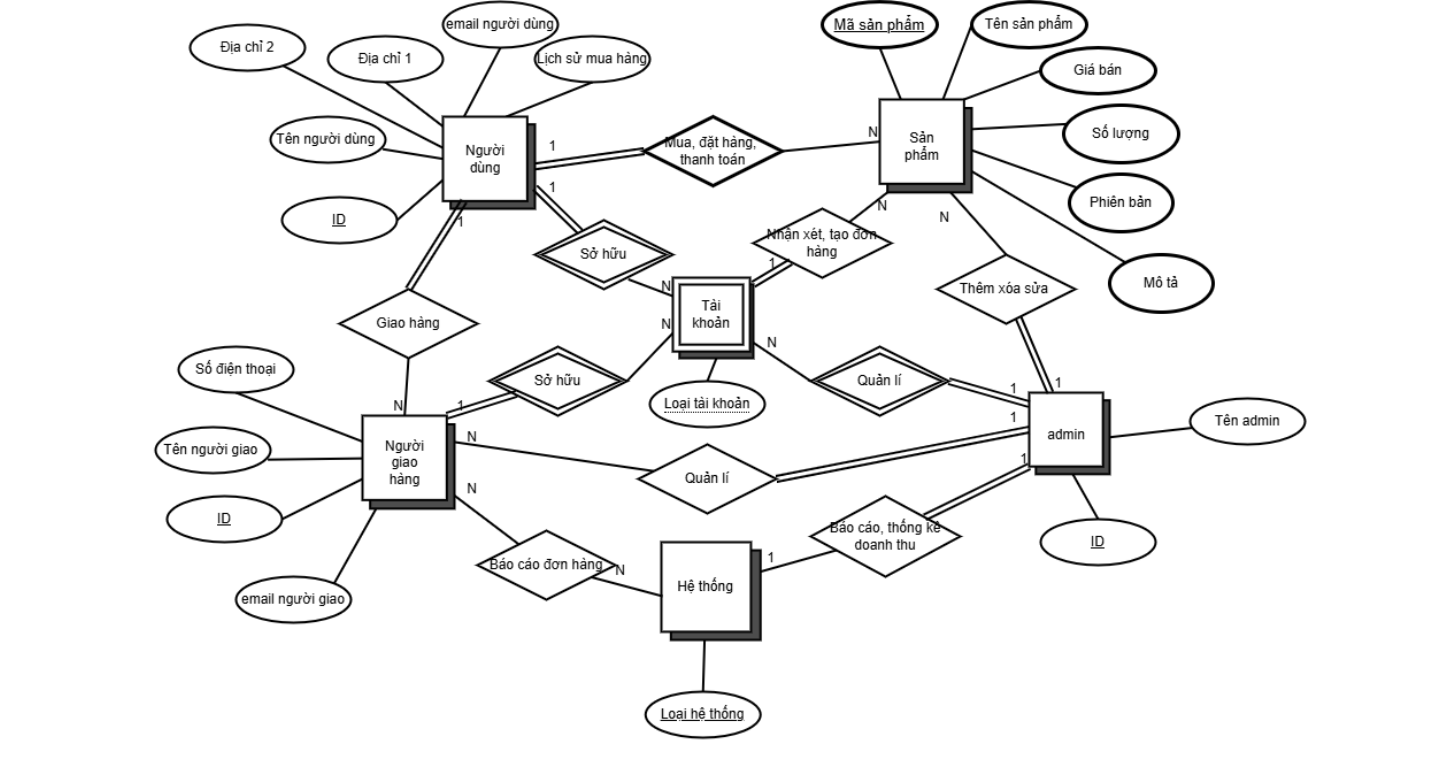 email người dùng
Mã sản phẩm
Tên sản phẩm
Địa chỉ 2
Địa chỉ 1
Lịch sử mua hàng
Giá bán
Tên người dùng
Người
dùng
1
Mua, đặt hàng,
thanh toán
N
Sản
phẩm
Số lượng
ID
1
1
N
N
Phiên bản
Sở hữu
Nhận xét, tạo đơn
hàng
1
N
Thêm xóa sửa
Mô tả
Giao hàng
Tài
khoản
N
N
Số điện thoại
Sở hữu
Quản lí
1
1
N
1
Loại tài khoản
1
Tên người giao
Người
giao
hàng
N
admin
Tên admin
1
Quản lí
N
ID
Báo cáo, thống kê
doanh thu
ID
Báo cáo đơn hàng
N
1
Hệ thống
email người giao
Loại hệ thống